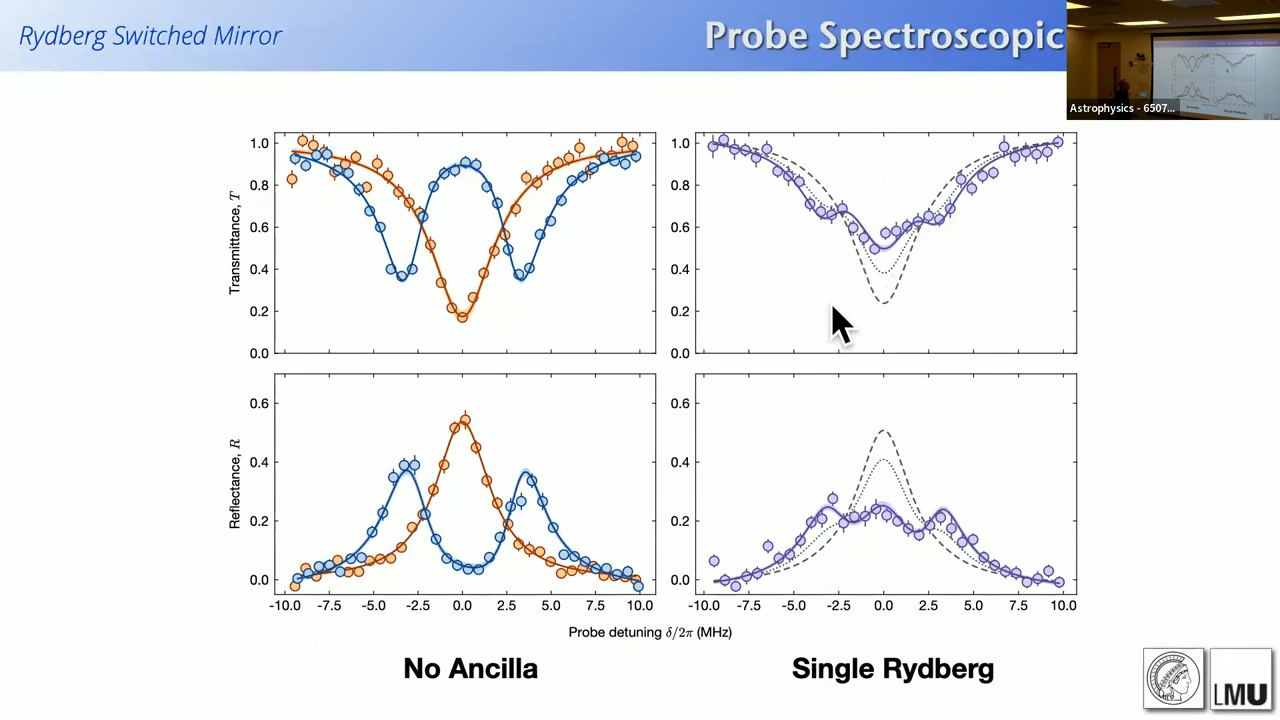 Rydberg Switched Mirror
Probe Spectroscopic
Astrophysics - 6507...
1.0
0.8
0.6
0.4
0.2
0.0
Transmittance, T
1.0
0.8
0.6
0.4
0.2
0.0
0.6
0.4
0.2
0.0
Reflectance, R
0.6
0.4
0.2
0.0
-10.0 -7.5 -5.0 -2.5 0.0 2.5 5.0 7.5 10.0
-10.0 -7.5 -5.0 -2.5 0.0 2.5 5.0 7.5 10.0
Probe detuning δ/2π (MHz)
No Ancilla
Single Rydberg
LMU